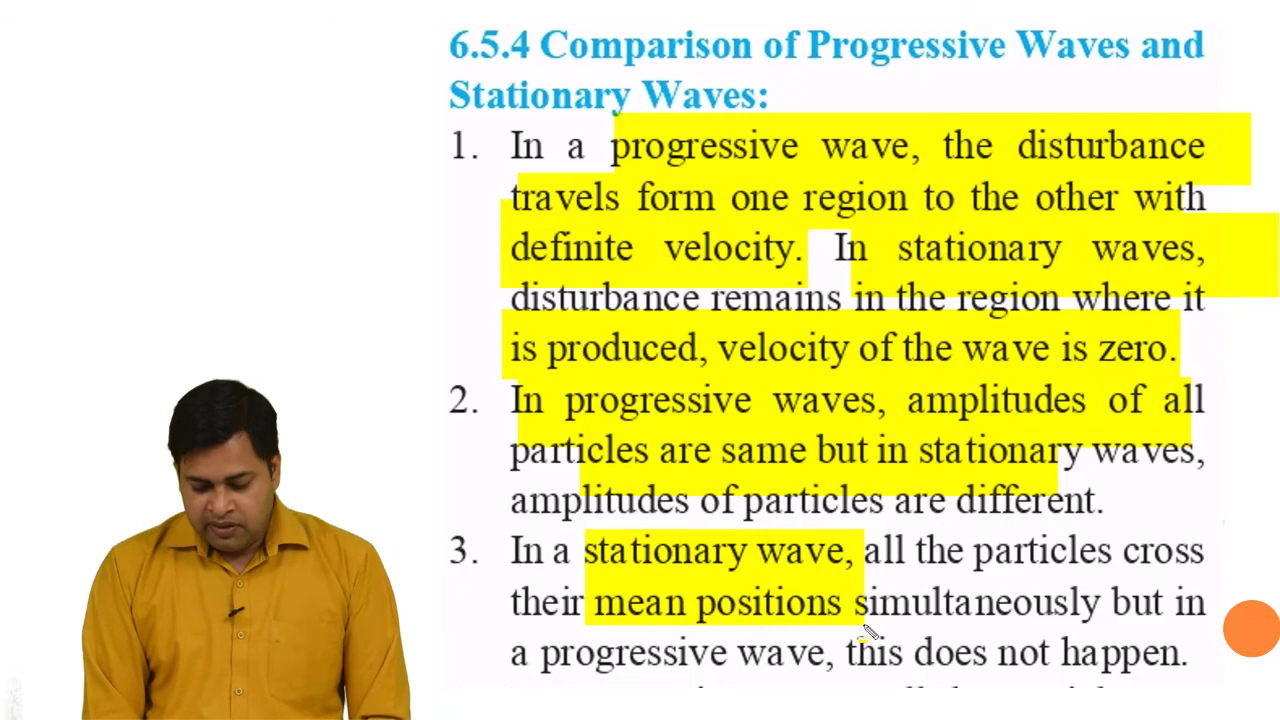 6.5.4 Comparison of Progressive Waves and
Stationary Waves:
1. In a progressive wave, the disturbance
travels form one region to the other with
definite velocity. In stationary waves,
disturbance remains in the region where it
is produced, velocity of the wave is zero.
2. In progressive waves, amplitudes of all
particles are same but in stationary waves,
amplitudes of particles are different.
3. In a stationary wave, all the particles cross
their mean positions simultaneously but in
a progressive wave, this does not happen.